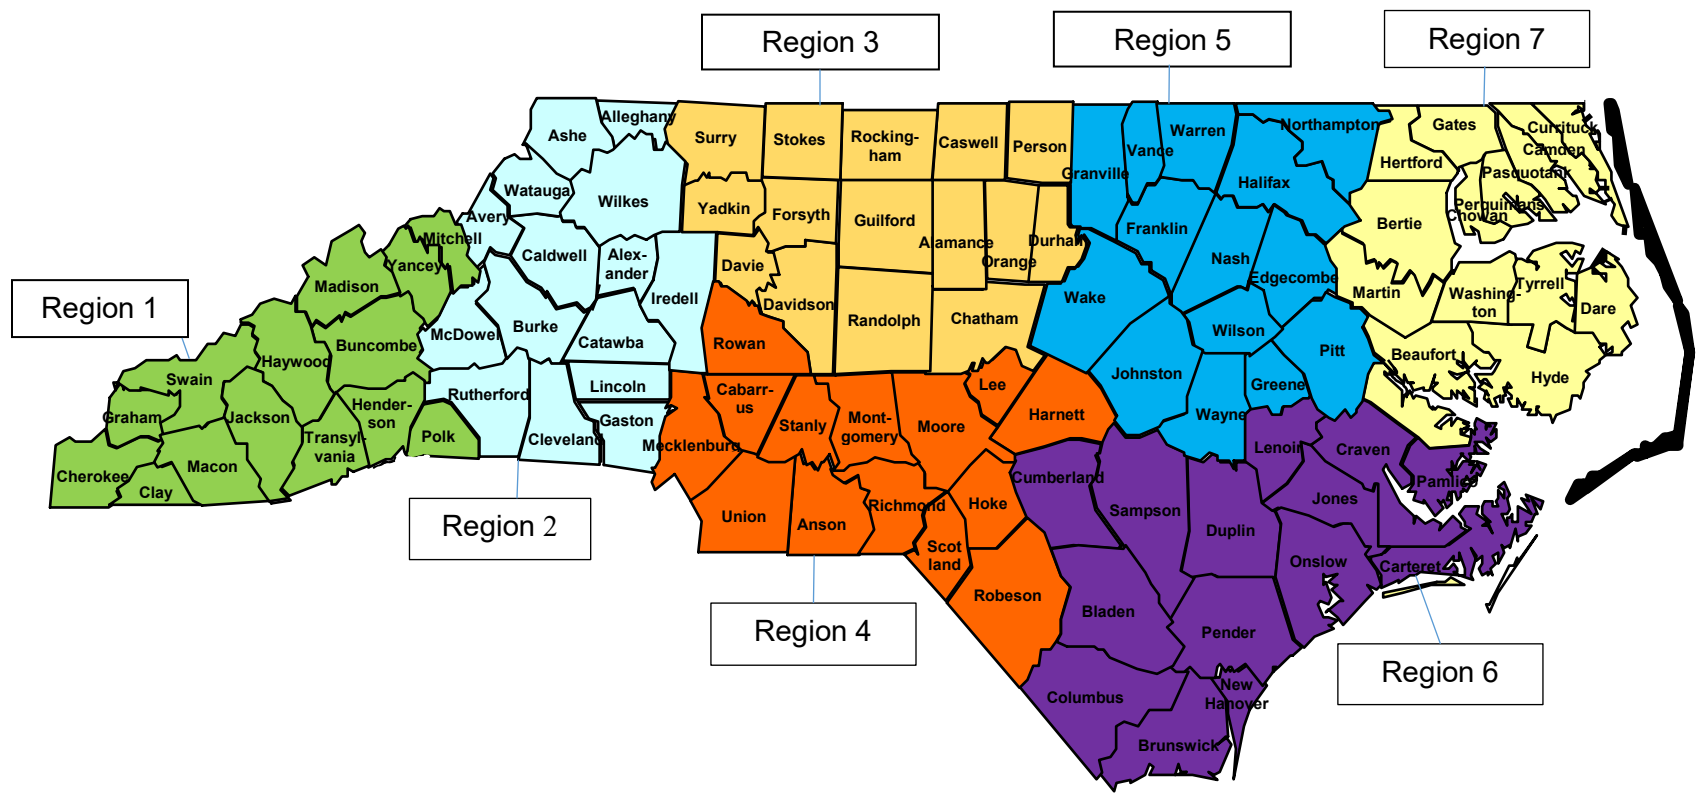 Region 3
Region 5
Region 7
Region 1
Region 2
Region 4
Region 6
Alleghany
Ashe
Surry
Stokes
Rocking-
ham
Caswell
Person
Granville
Vance
Warren
Northampton
Gates
Currituck
Camden
Pasquotank
Perquimans
Chowan
Hertford
Halifax
Bertie
Watauga
Wilkes
Yadkin
Forsyth
Guilford
Alamance
Orange
Durham
Franklin
Nash
Edgecombe
Martin
Washing-
ton
Tyrrell
Dare
Avery
Mitchell
Yancey
Madison
Caldwell
Alex-
ander
Iredell
Davie
Davidson
Randolph
Chatham
Wake
Wilson
Pitt
Beaufort
Hyde
McDowel
Burke
Catawba
Rowan
Buncombe
Haywood
Swain
Graham
Jackson
Hender-
son
Transyl-
vania
Polk
Rutherford
Cleveland
Lincoln
Gaston
Cabarr-
us
Mecklenburg
Stanly
Mont-
gomery
Moore
Lee
Harnett
Johnston
Wayne
Greene
Lenoir
Craven
Pamlico
Jones
Cherokee
Clay
Macon
Union
Anson
Richmond
Hoke
Scot
land
Robeson
Cumberland
Sampson
Duplin
Onslow
Carteret
Bladen
Pender
Columbus
New
Hanover
Brunswick